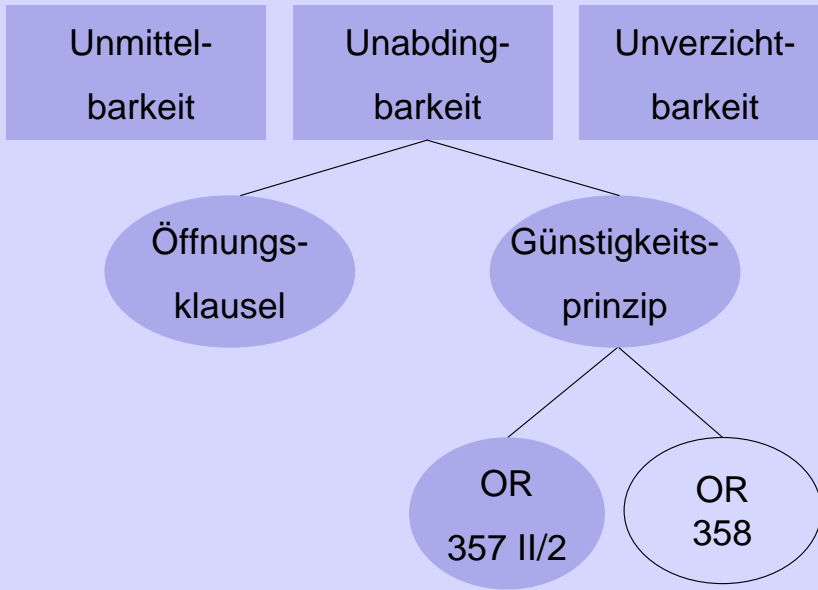 Unmittel-
barkeit
Unabding-
barkeit
Unverzicht-
barkeit
Öffnungs-
klausel
Günstigkeits-
prinzip
OR
357 II/2
OR
358